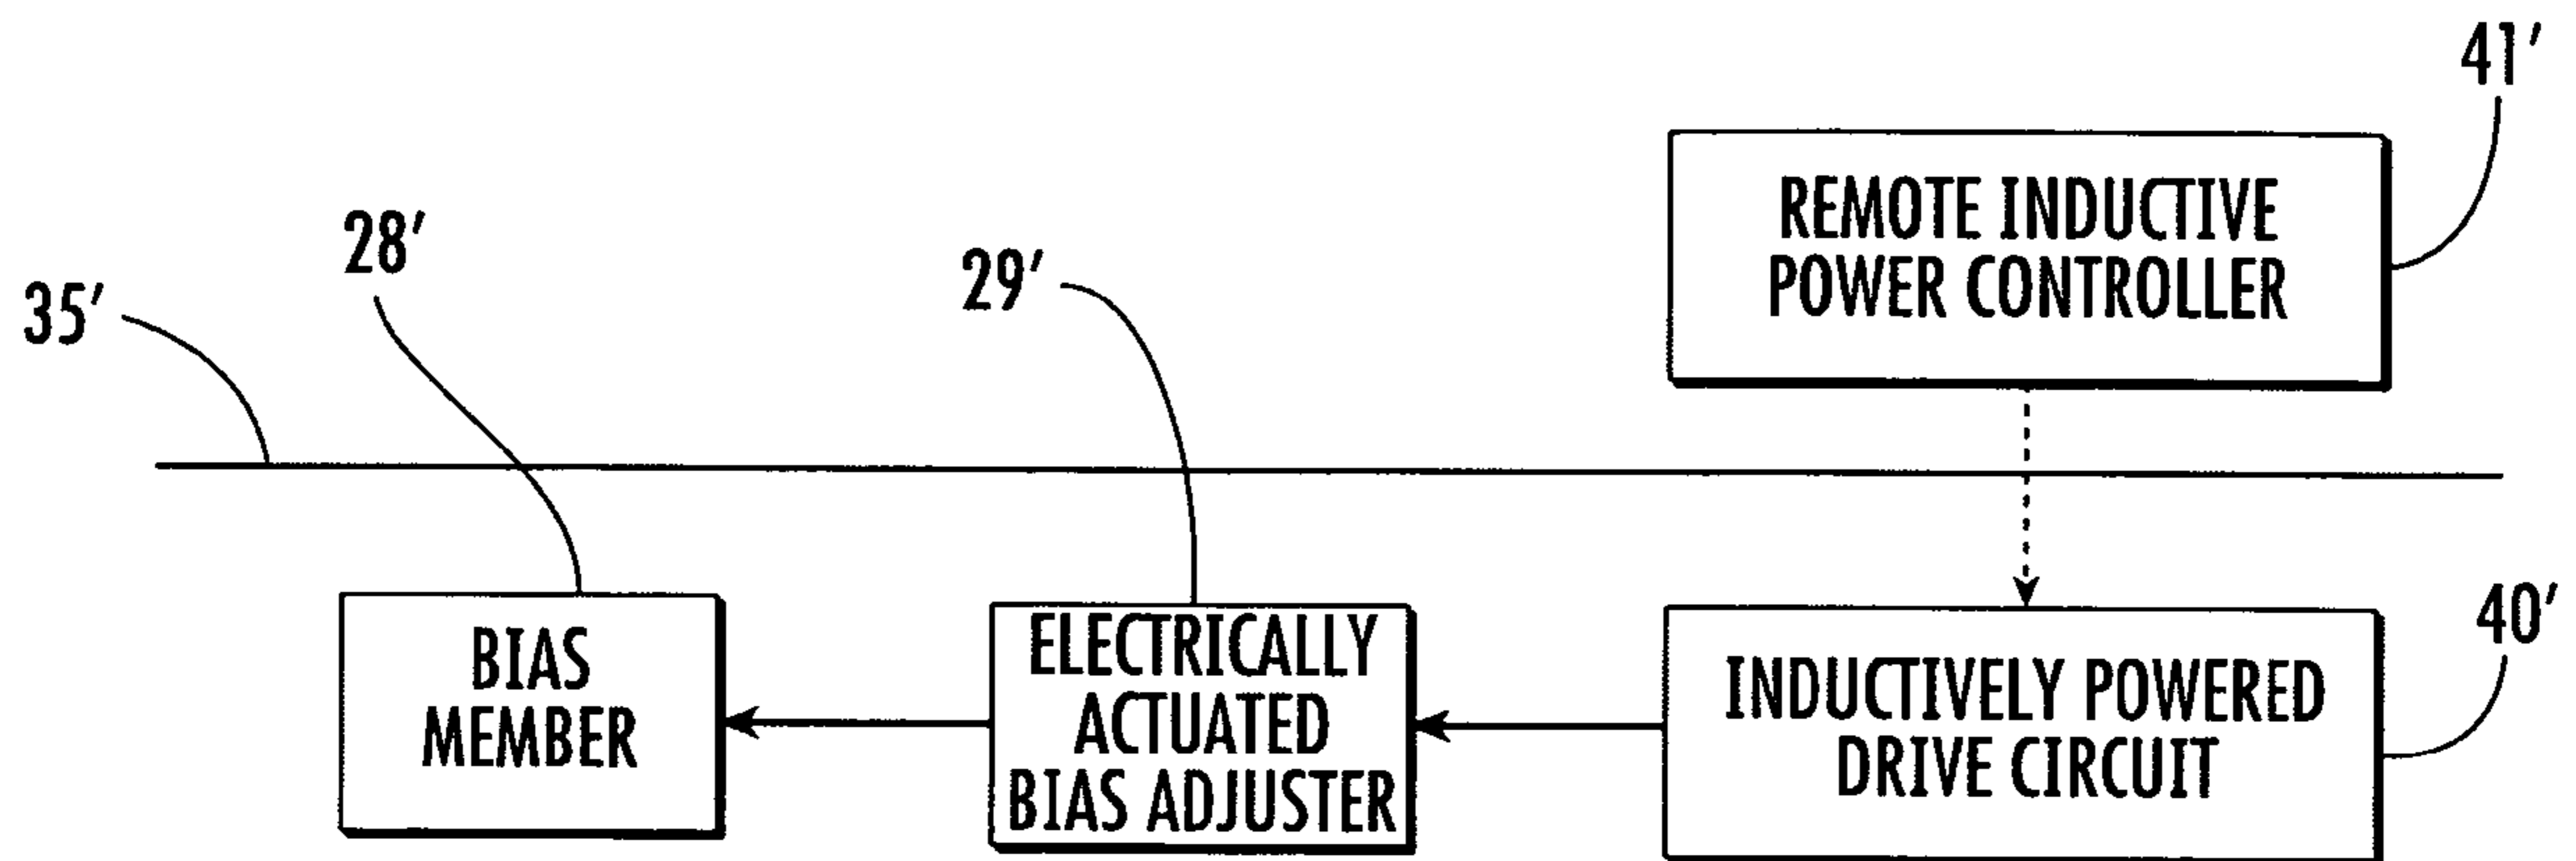 41'
REMOTE INDUCTIVE
POWER CONTROLLER
28'
29'
35'
40'
BIAS
MEMBER
ELECTRICALLY
ACTUATED
BIAS ADJUSTER
INDUCTIVELY POWERED
DRIVE CIRCUIT